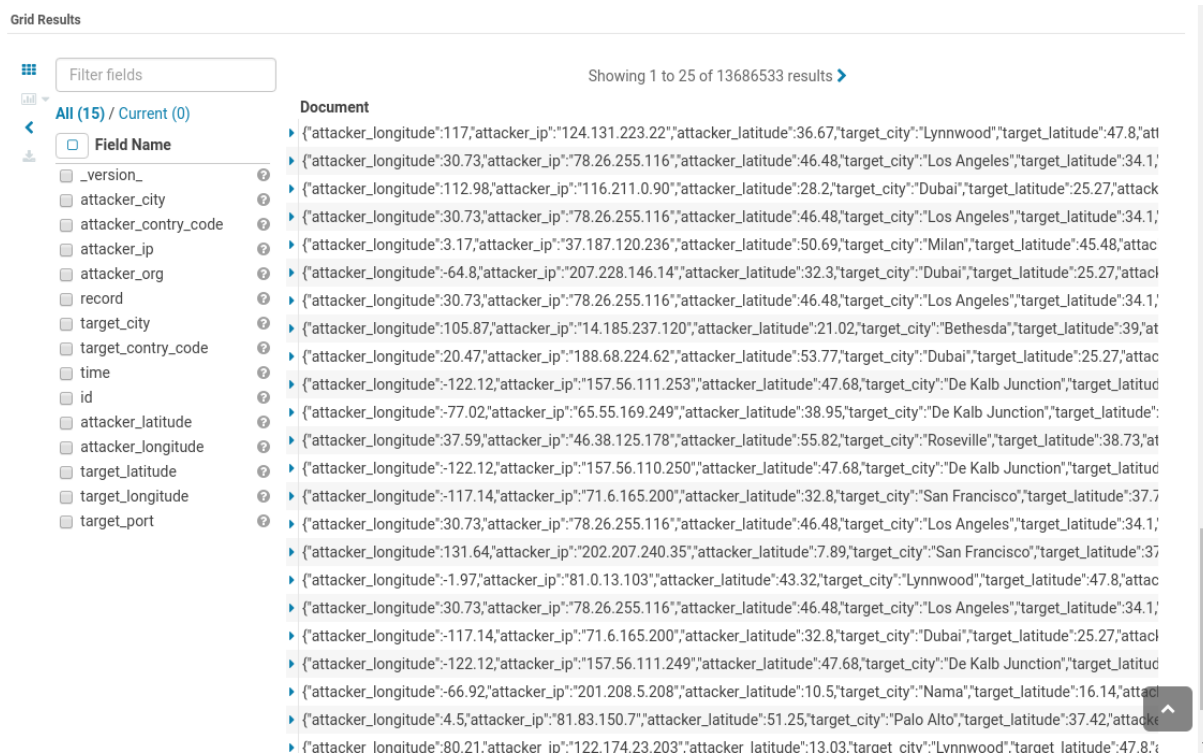 Grid Results
Filter fields
Showing 1 to 25 of 13686533 results
All (15) / Current (0)
Field Name
_version_
attacker_city
attacker_contry_code
attacker_ip
attacker_org
record
target_city
target_contry_code
time
id
attacker_latitude
attacker_longitude
target_latitude
target_longitude
target_port
Document
{"attacker_longitude":117,"attacker_ip":"124.131.223.22","attacker_latitude":36.67,"target_city":"Lynnwood","target_latitude":47.8,"att
{"attacker_longitude":30.73,"attacker_ip":"78.26.255.116","attacker_latitude":46.48,"target_city":"Los Angeles","target_latitude":34.1,"
{"attacker_longitude":112.98,"attacker_ip":"116.211.0.90","attacker_latitude":28.2,"target_city":"Dubai","target_latitude":25.27,"attack
{"attacker_longitude":30.73,"attacker_ip":"78.26.255.116","attacker_latitude":46.48,"target_city":"Los Angeles","target_latitude":34.1,"
{"attacker_longitude":3.17,"attacker_ip":"37.187.120.236","attacker_latitude":50.69,"target_city":"Milan","target_latitude":45.48,"attac
{"attacker_longitude":-64.8,"attacker_ip":"207.228.146.14","attacker_latitude":32.3,"target_city":"Dubai","target_latitude":25.27,"attack
{"attacker_longitude":30.73,"attacker_ip":"78.26.255.116","attacker_latitude":46.48,"target_city":"Los Angeles","target_latitude":34.1,"
{"attacker_longitude":105.87,"attacker_ip":"14.185.237.120","attacker_latitude":21.02,"target_city":"Bethesda","target_latitude":39,"at
{"attacker_longitude":20.47,"attacker_ip":"188.68.224.62","attacker_latitude":53.77,"target_city":"Dubai","target_latitude":25.27,"attac
{"attacker_longitude":-122.12,"attacker_ip":"157.56.111.253","attacker_latitude":47.68,"target_city":"De Kalb Junction","target_latitud
{"attacker_longitude":-77.02,"attacker_ip":"65.55.169.249","attacker_latitude":38.95,"target_city":"De Kalb Junction","target_latitude":
{"attacker_longitude":37.59,"attacker_ip":"46.38.125.178","attacker_latitude":55.82,"target_city":"Roseville","target_latitude":38.73,"at
{"attacker_longitude":-122.12,"attacker_ip":"157.56.110.250","attacker_latitude":47.68,"target_city":"De Kalb Junction","target_latitud
{"attacker_longitude":-117.14,"attacker_ip":"71.6.165.200","attacker_latitude":32.8,"target_city":"San Francisco","target_latitude":37.7
{"attacker_longitude":30.73,"attacker_ip":"78.26.255.116","attacker_latitude":46.48,"target_city":"Los Angeles","target_latitude":34.1,"
{"attacker_longitude":131.64,"attacker_ip":"202.207.240.35","attacker_latitude":7.89,"target_city":"San Francisco","target_latitude":37
{"attacker_longitude":-1.97,"attacker_ip":"81.0.13.103","attacker_latitude":43.32,"target_city":"Lynnwood","target_latitude":47.8,"attac
{"attacker_longitude":30.73,"attacker_ip":"78.26.255.116","attacker_latitude":46.48,"target_city":"Los Angeles","target_latitude":34.1,"
{"attacker_longitude":-117.14,"attacker_ip":"71.6.165.200","attacker_latitude":32.8,"target_city":"Dubai","target_latitude":25.27,"attack
{"attacker_longitude":-122.12,"attacker_ip":"157.56.111.249","attacker_latitude":47.68,"target_city":"De Kalb Junction","target_latitud
{"attacker_longitude":-66.92,"attacker_ip":"201.208.5.208","attacker_latitude":10.5,"target_city":"Nama","target_latitude":16.14,"attac
{"attacker_longitude":4.5,"attacker_ip":"81.83.150.7","attacker_latitude":51.25,"target_city":"Palo Alto","target_latitude":37.42,"attacke
{"attacker_longitude":80.21,"attacker_ip":"122.174.23.203","attacker_latitude":13.03,"target_city":"Lynnwood","target_latitude":47.8,"a